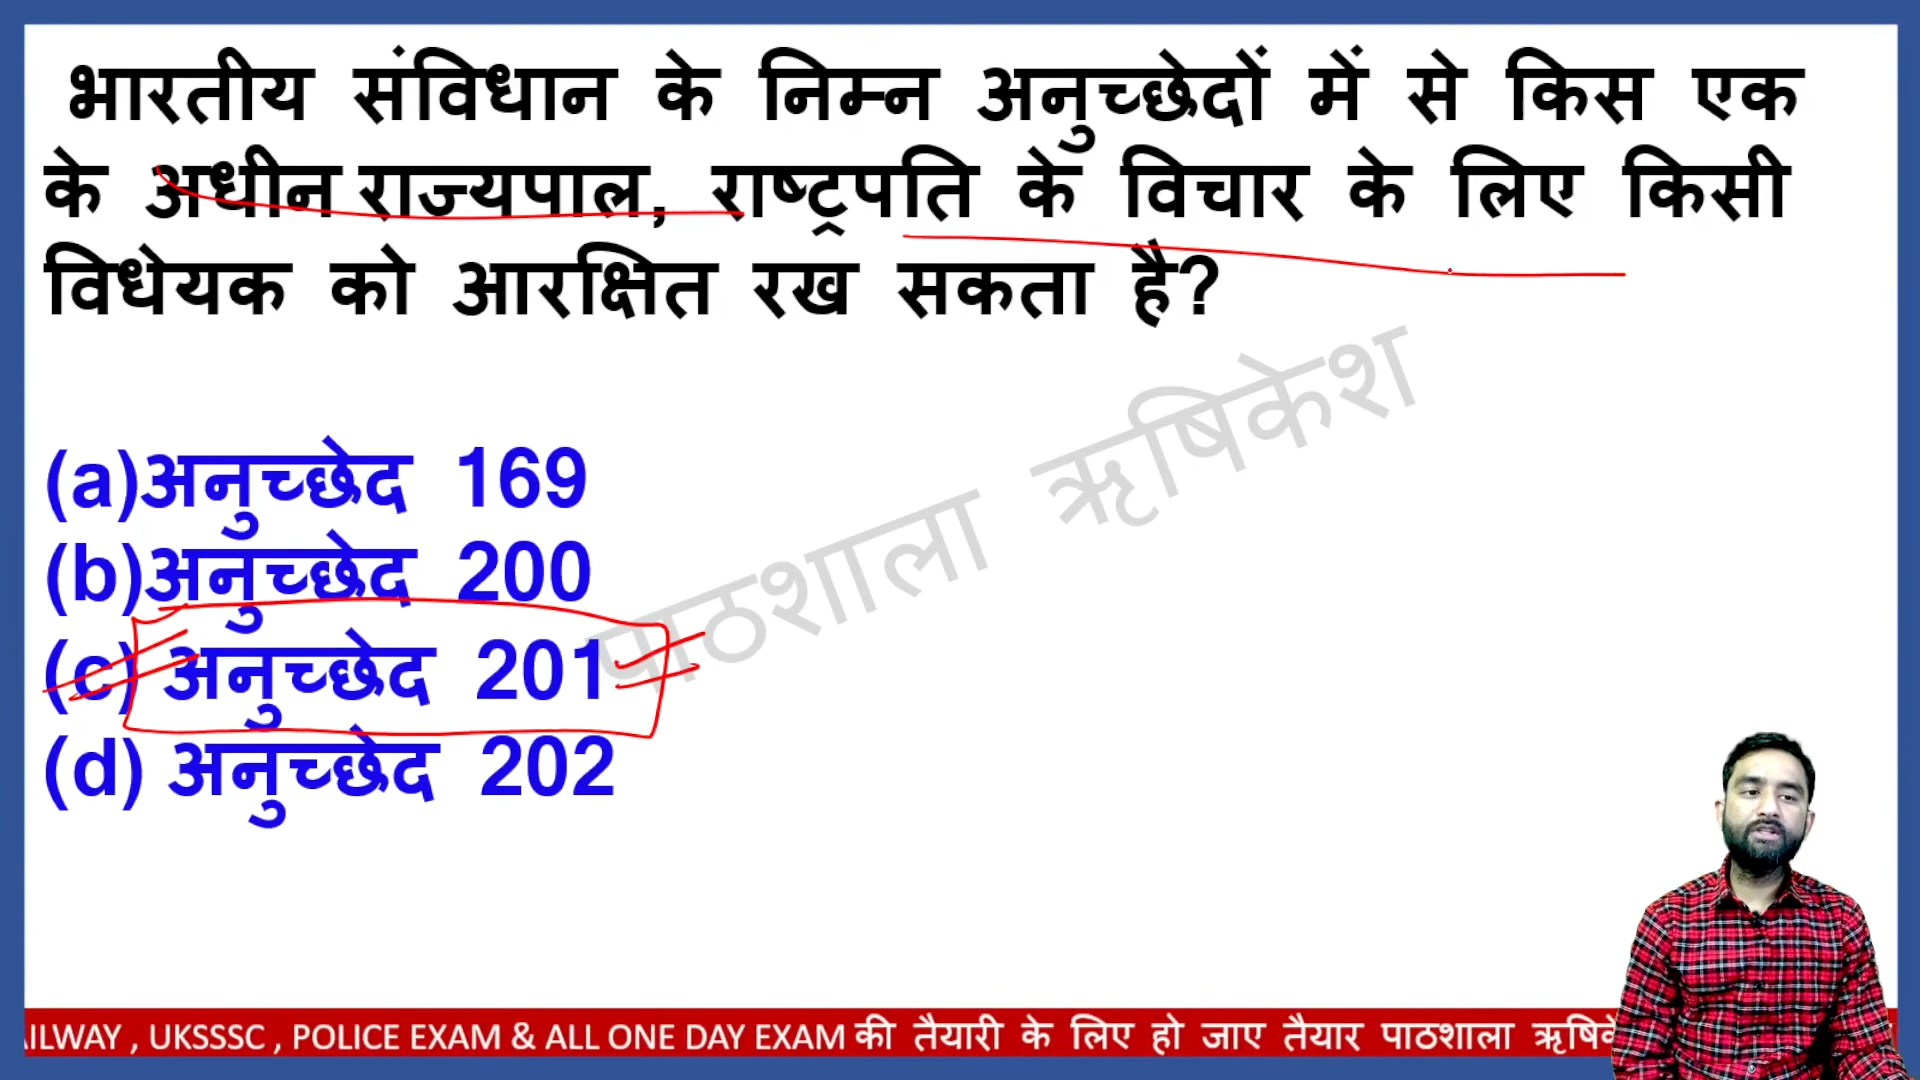 भारतीय संविधान के निम्न अनुच्छेदों में से किस एक
के अधीन राज्यपाल, राष्ट्रपति के विचार के लिए किसी
विधेयक को आरक्षित रख सकता है?
(a)अनुच्छेद 169
(b)अनुच्छेद 200
(c) अनुच्छेद 201
(d) अनुच्छेद 202
पाठशाला ऋषिकेश
, UKSSSC , POLICE EXAM & ALL ONE DAY EXAM की तैयारी के लिए हो जाए तैयार पाठशाला